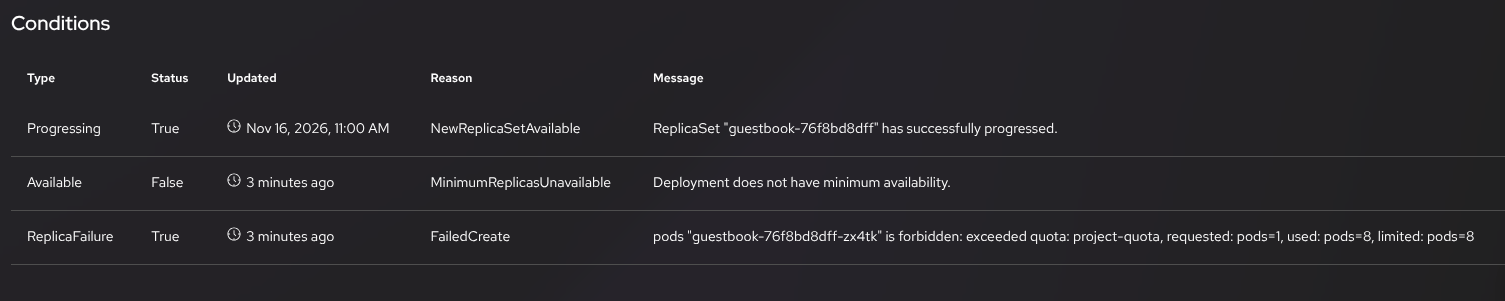 Conditions
Type Status Updated Reason Message
Progressing True Nov 16, 2026, 11:00 AM NewReplicaSetAvailable ReplicaSet "guestbook-76f8bd8dff" has successfully progressed.
Available False 3 minutes ago MinimumReplicasUnavailable Deployment does not have minimum availability.
ReplicaFailure True 3 minutes ago FailedCreate pods "guestbook-76f8bd8dff-zx4tk" is forbidden: exceeded quota: project-quota, requested: pods=1, used: pods=8, limited: pods=8